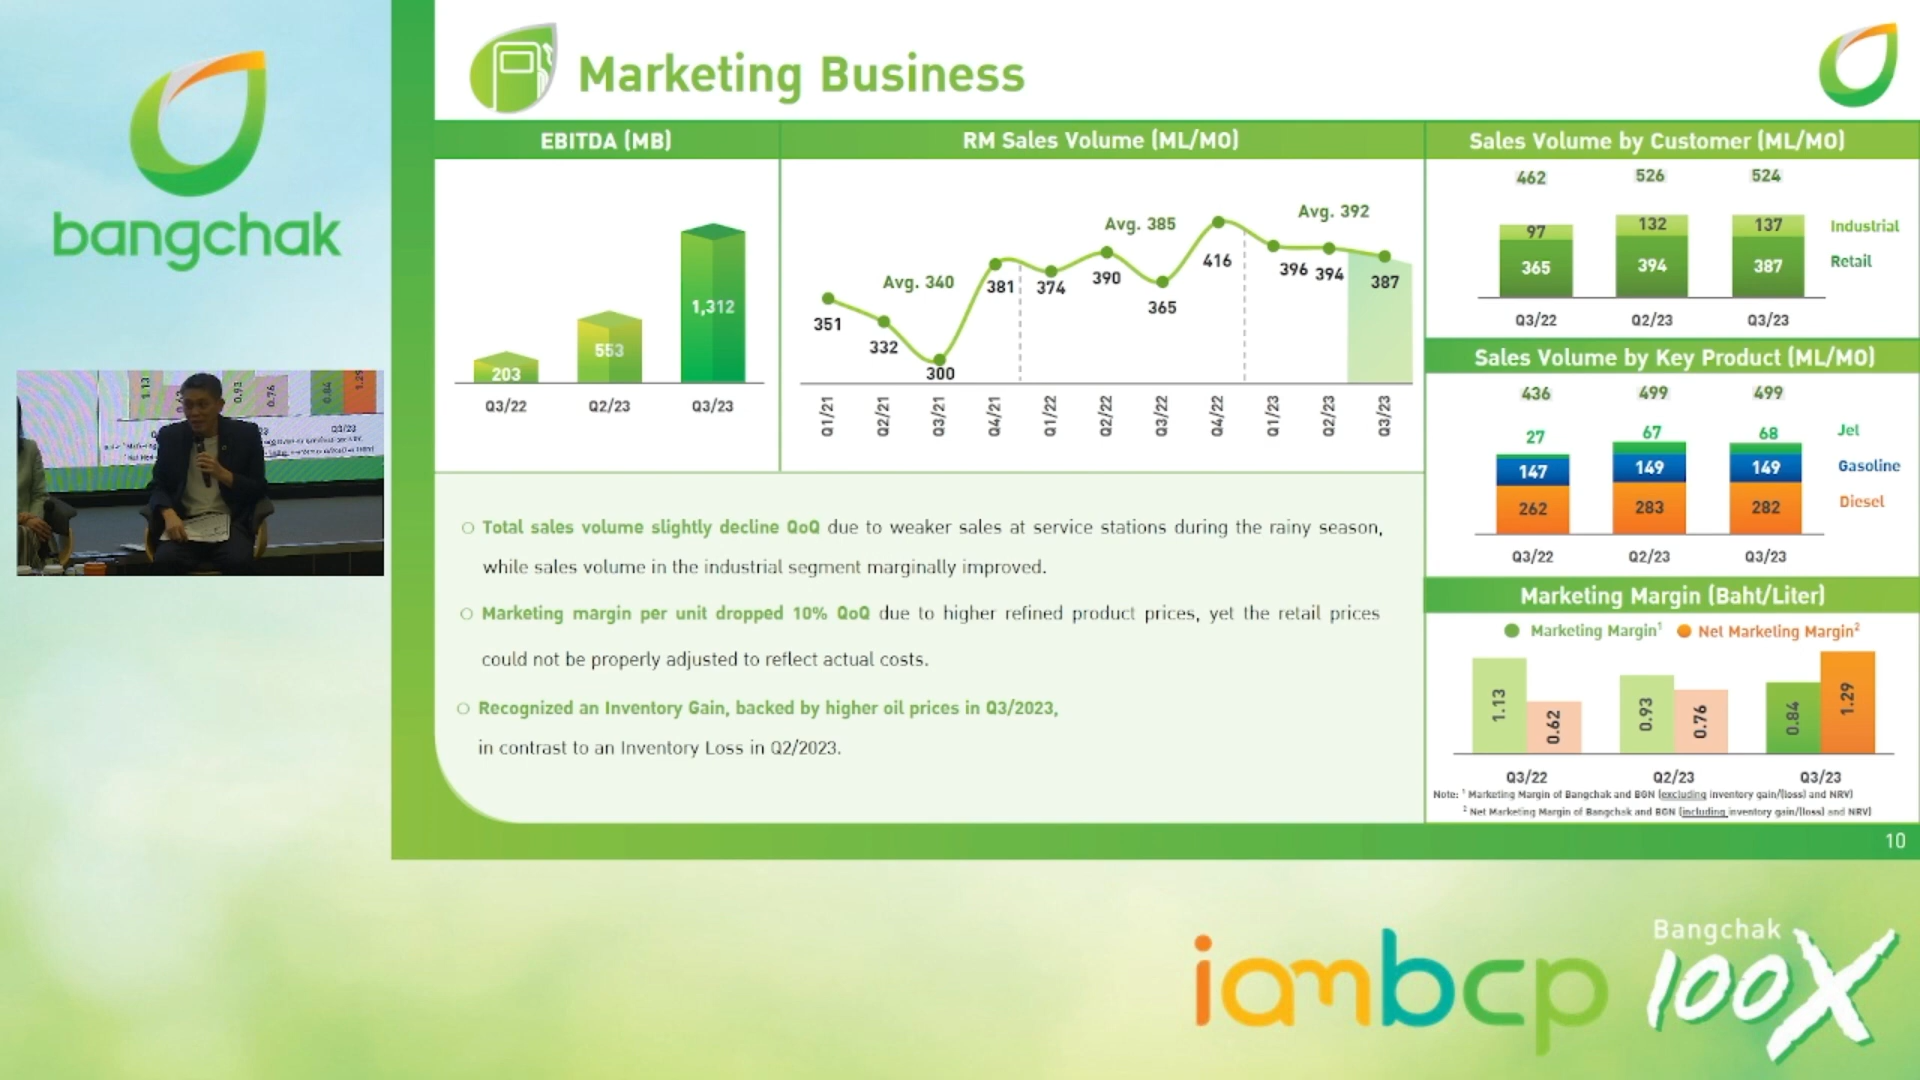 bangchak
Marketing Business
EBITDA (MB)
203
553
1,312
Q3/22
Q2/23
Q3/23
RM Sales Volume (ML/MO)
Avg. 340
Avg. 385
Avg. 392
351
332
300
381
374
390
365
416
396
394
387
Q1/21
Q2/21
Q3/21
Q4/21
Q1/22
Q2/22
Q3/22
Q4/22
Q1/23
Q2/23
Q3/23
Total sales volume slightly decline QoQ due to weaker sales at service stations during the rainy season,
while sales volume in the industrial segment marginally improved.
Marketing margin per unit dropped 10% QoQ due to higher refined product prices, yet the retail prices
could not be properly adjusted to reflect actual costs.
Recognized an Inventory Gain, backed by higher oil prices in Q3/2023,
in contrast to an Inventory Loss in Q2/2023.
Sales Volume by Customer (ML/MO)
462
526
524
97
132
137
Industrial
365
394
387
Retail
Q3/22
Q2/23
Q3/23
Sales Volume by Key Product (ML/MO)
436
499
499
27
67
68
Jet
147
149
149
Gasoline
262
283
282
Diesel
Q3/22
Q2/23
Q3/23
Marketing Margin (Baht/Liter)
Marketing Margin¹
Net Marketing Margin²
1.13
0.62
0.93
0.76
0.84
1.29
Q3/22
Q2/23
Q3/23
Note: ¹ Marketing Margin of Bangchak and BGN (excluding inventory gain/(loss) and NRV)
² Net Marketing Margin of Bangchak and BGN (including inventory gain/(loss) and NRV)
10
1.13
0.93
0.76
0.84
1.29
Q3/23
iambcp
Bangchak
100X